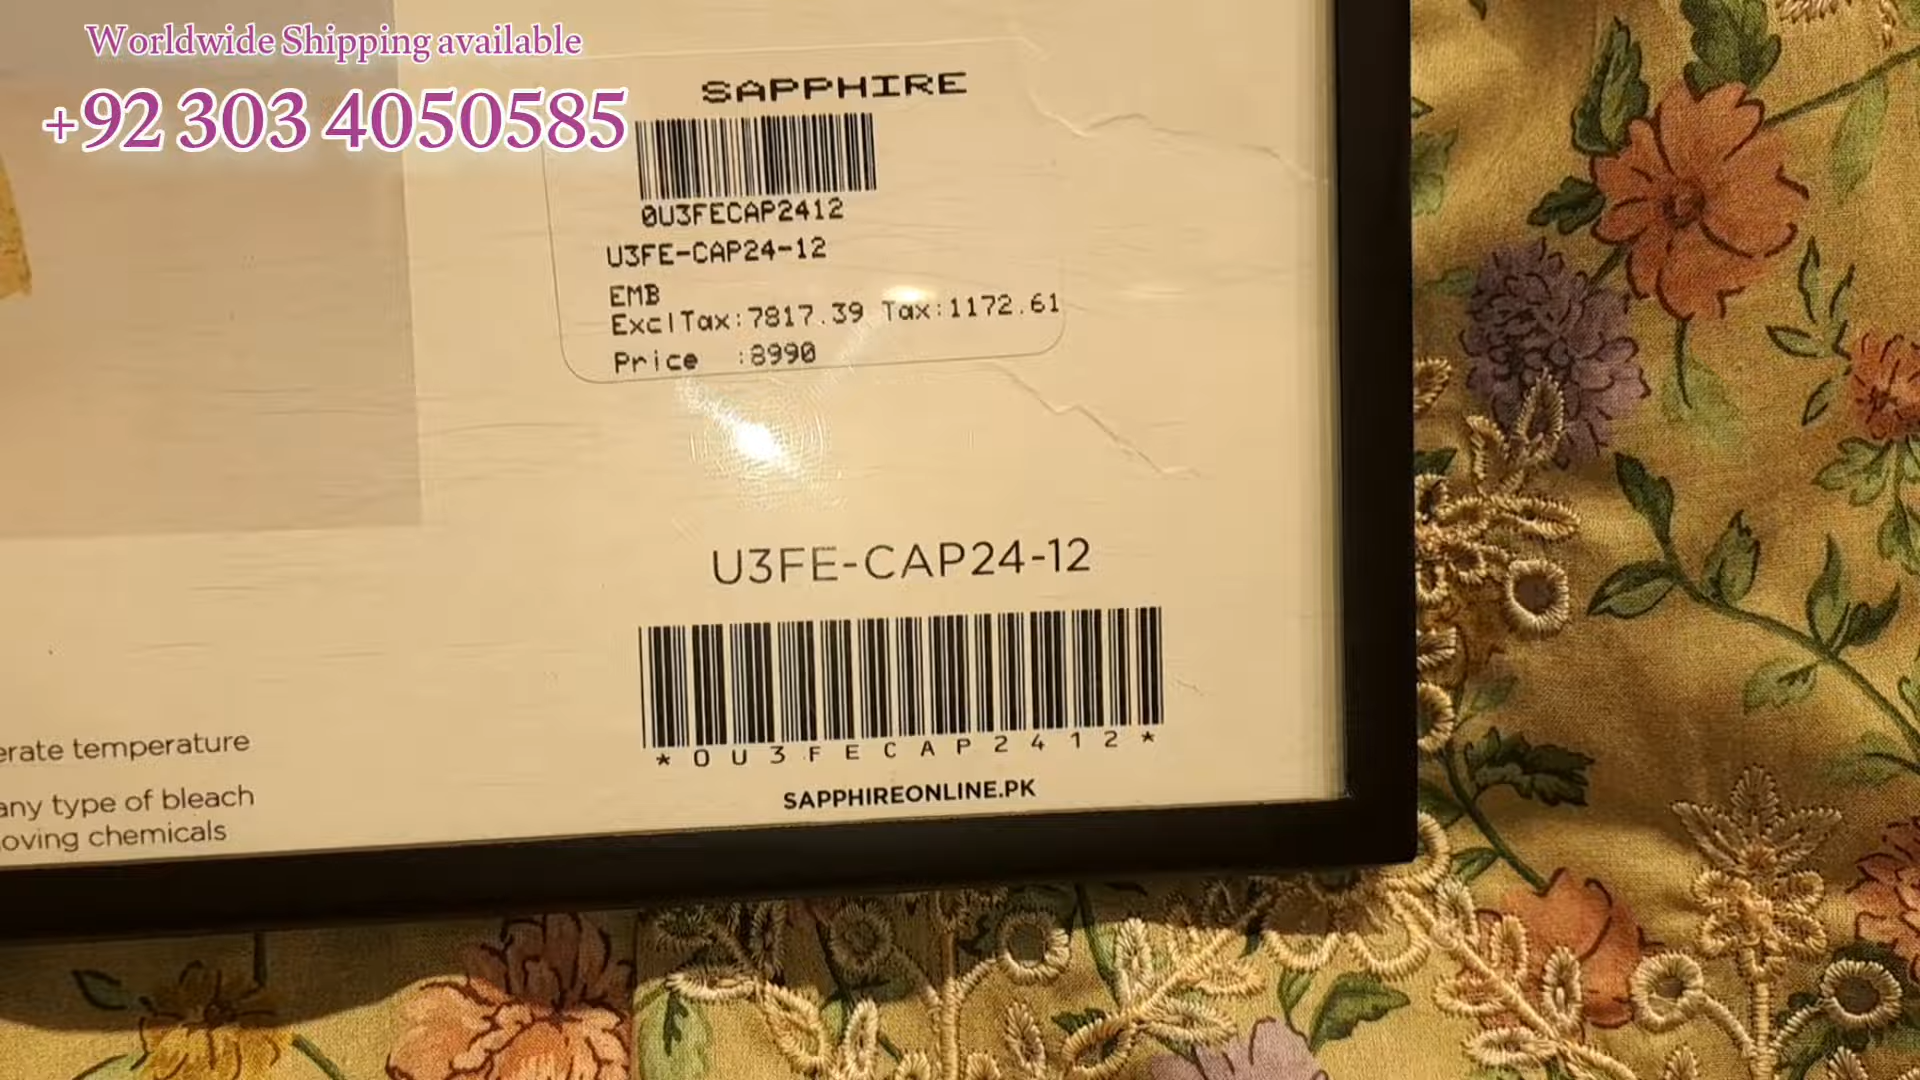 Worldwide Shipping available
+92 303 4050585
SAPPHIRE
0U3FECAP2412
U3FE-CAP24-12
EMB
ExclTax:7817.39 Tax:1172.61
Price :8990
U3FE-CAP24-12
*0U3FECAP2412*
SAPPHIREONLINE.PK
erate temperature
any type of bleach
oving chemicals